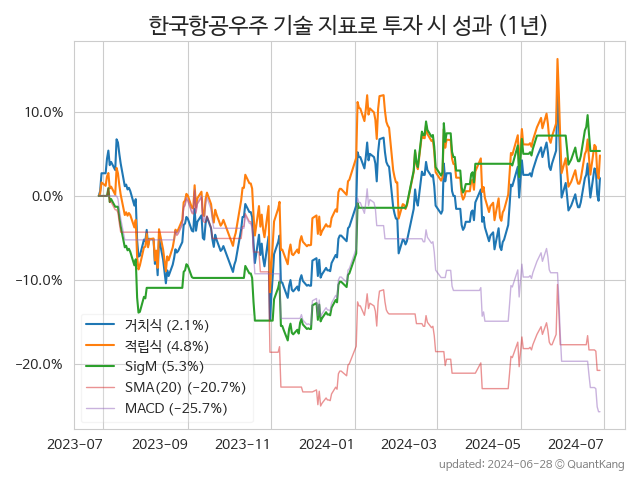 한국항공우주 기술 지표로 투자 시 성과 (1년)
10.0%
0.0%
−10.0%
−20.0%
거치식 (2.1%)
적립식 (4.8%)
SigM (5.3%)
SMA(20) (−20.7%)
MACD (−25.7%)
2023-07 2023-09 2023-11 2024-01 2024-03 2024-05 2024-07
updated: 2024-06-28 © QuantKang